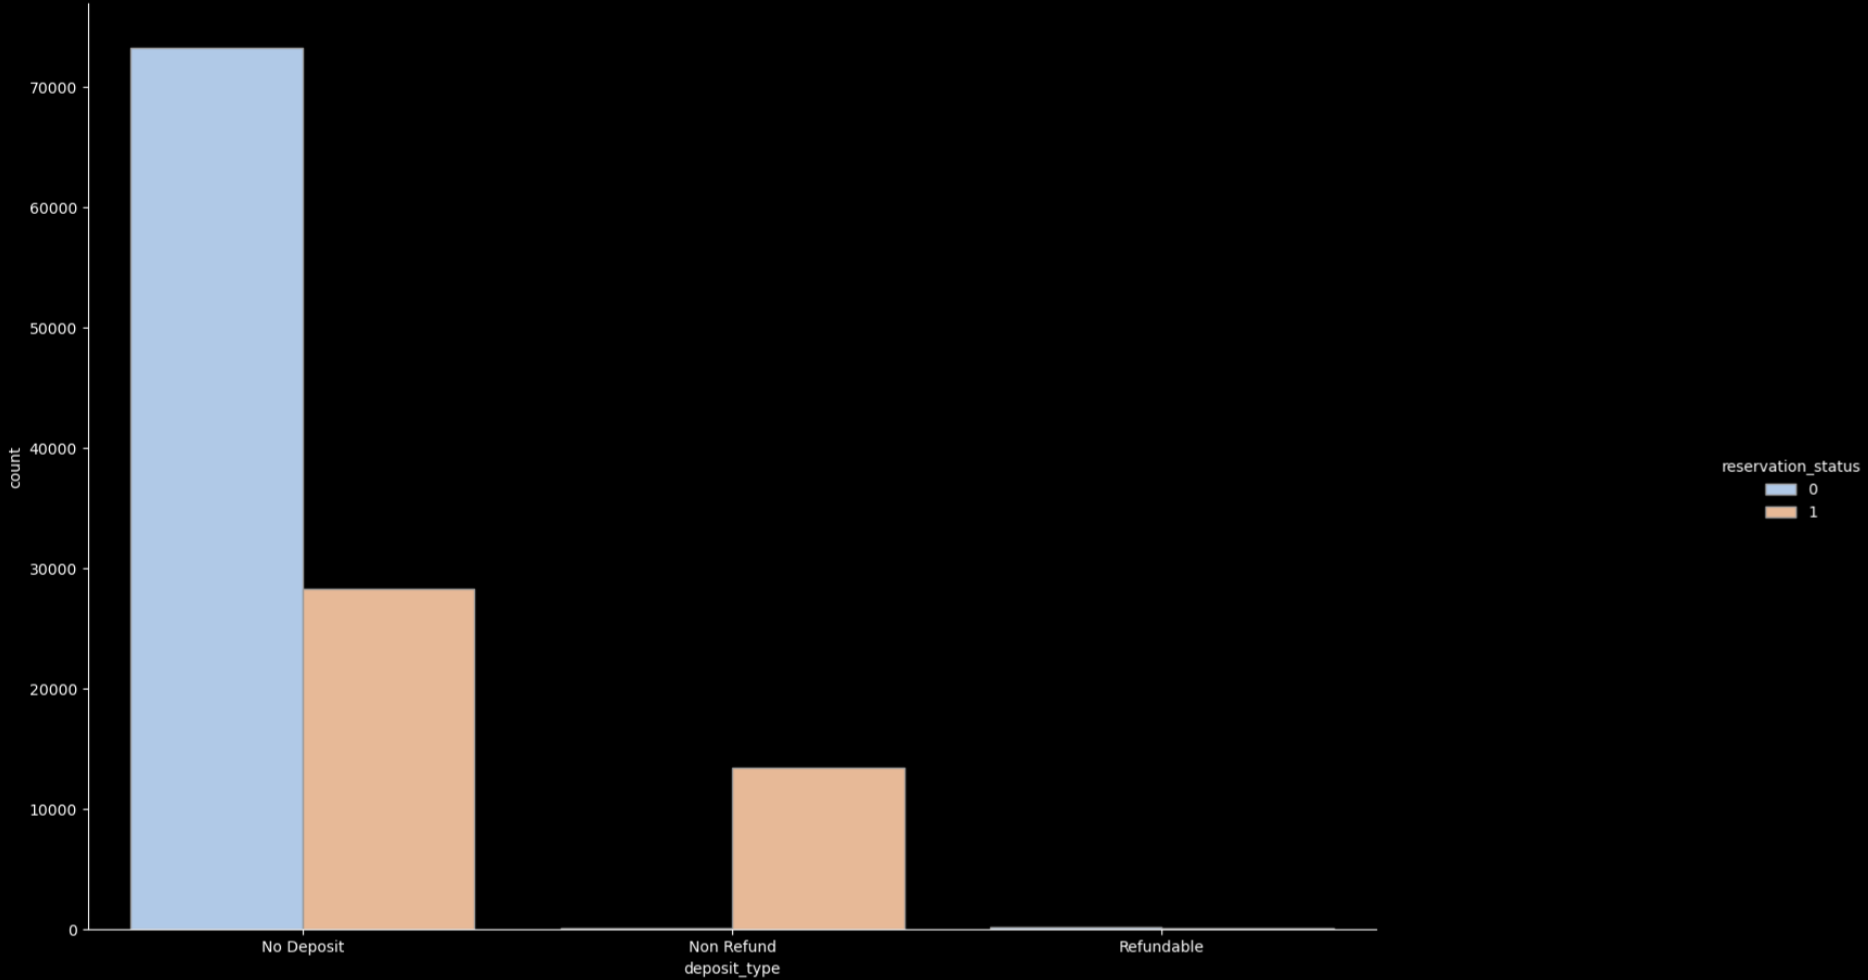 70000
60000
50000
40000
30000
20000
10000
0
count
No Deposit
Non Refund
Refundable
deposit_type
reservation_status
0
1